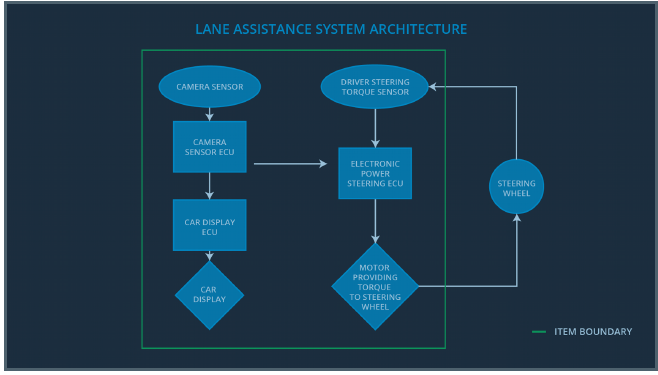 LANE ASSISTANCE SYSTEM ARCHITECTURE
CAMERA SENSOR
DRIVER STEERING
TORQUE SENSOR
CAMERA
SENSOR ECU
ELECTRONIC
POWER
STEERING ECU
STEERING
WHEEL
CAR DISPLAY
ECU
CAR
DISPLAY
MOTOR
PROVIDING
TORQUE
TO STEERING
WHEEL
ITEM BOUNDARY